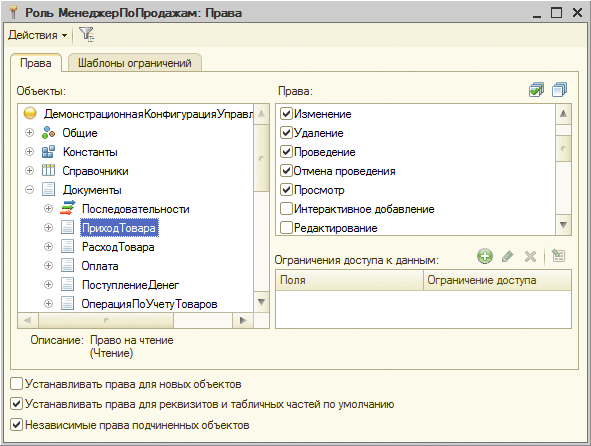 Роль МенеджерПоПродажам: Права
Действия
Права
Шаблоны ограничений
Объекты:
ДемонстрационнаяКонфигурацияУправл
Общие
Константы
Справочники
Документы
Последовательности
ПриходТовара
РасходТовара
Оплата
ПоступлениеДенег
ОперацияПоУчетуТоваров
Права:
Изменение
Удаление
Проведение
Отмена проведения
Просмотр
Интерактивное добавление
Редактирование
Ограничения доступа к данным:
Поля
Ограничение доступа
Описание: Право на чтение
(Чтение)
Устанавливать права для новых объектов
Устанавливать права для реквизитов и табличных частей по умолчанию
Независимые права подчиненных объектов